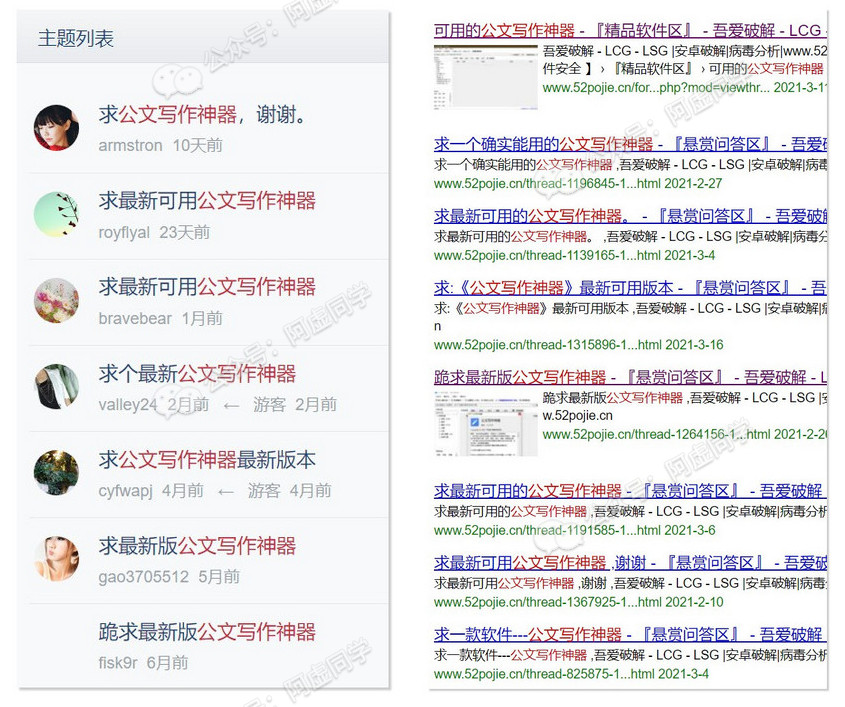 主题列表
求公文写作神器，谢谢。
armstron 10天前
求最新可用公文写作神器
royflyal 23天前
求最新可用公文写作神器
bravebear 1月前
求个最新公文写作神器
valley24 2月前 ← 游客 2月前
求公文写作神器最新版本
cyfwapj 4月前 ← 游客 4月前
求最新版公文写作神器
gao3705512 5月前
跪求最新版公文写作神器
fisk9r 6月前
可用的公文写作神器 - 『精品软件区』 - 吾爱破解 - LCG
吾爱破解 - LCG - LSG |安卓破解|病毒分析|www.52
件安全 】 › 『精品软件区』 › 可用的公文写作神器
www.52pojie.cn/for...php?mod=viewthr... 2021-3-11
求一个确实能用的公文写作神器 - 『悬赏问答区』 - 吾爱
求一个确实能用的公文写作神器 ,吾爱破解 - LCG - LSG |安卓破解|病毒
www.52pojie.cn/thread-1196845-1...html 2021-2-27
求最新可用的公文写作神器。 - 『悬赏问答区』 - 吾爱破解
求最新可用的公文写作神器。 ,吾爱破解 - LCG - LSG |安卓破解|病毒分
www.52pojie.cn/thread-1139165-1...html 2021-3-4
求:《公文写作神器》最新可用版本 - 『悬赏问答区』 - 吾
求:《公文写作神器》最新可用版本 ,吾爱破解 - LCG - LSG |安卓破解|
n
www.52pojie.cn/thread-1315896-1...html 2021-3-16
跪求最新版公文写作神器 - 『悬赏问答区』 - 吾爱破解 - L
跪求最新版公文写作神器 ,吾爱破解 - LCG - LSG |
w.52pojie.cn
www.52pojie.cn/thread-1264156-1...html 2021-2-20
求最新可用的公文写作神器 - 『悬赏问答区』 - 吾爱破解
求最新可用的公文写作神器 ,吾爱破解 - LCG - LSG |安卓破解|病毒分析
www.52pojie.cn/thread-1191585-1...html 2021-3-6
求最新可用公文写作神器 ,谢谢 - 『悬赏问答区』 - 吾爱破
求最新可用公文写作神器 ,谢谢 ,吾爱破解 - LCG - LSG |安卓破解|病毒
www.52pojie.cn/thread-1367925-1...html 2021-2-10
求一款软件---公文写作神器 - 『悬赏问答区』 - 吾爱破解
求一款软件---公文写作神器 ,吾爱破解 - LCG - LSG |安卓破解|病毒分析
www.52pojie.cn/thread-825875-1...html 2021-3-4
公众号：阿虚同学